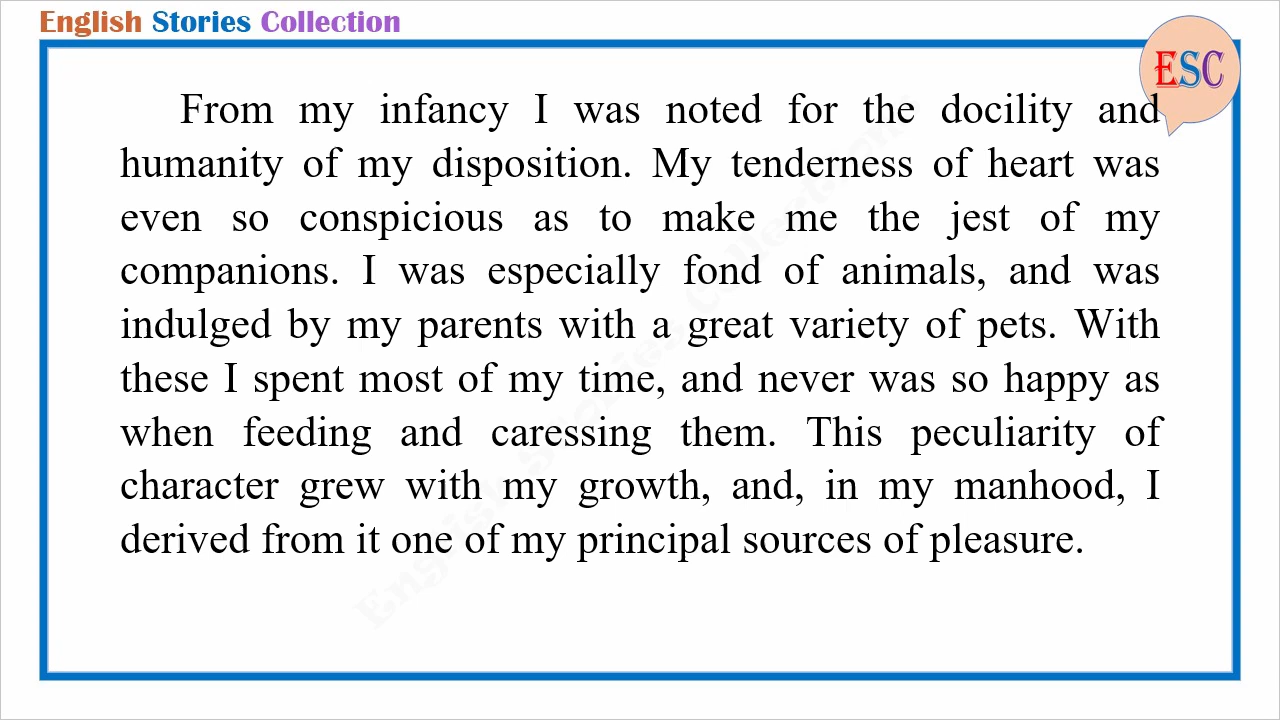 English Stories Collection
ESC
From my infancy I was noted for the docility and
humanity of my disposition. My tenderness of heart was
even so conspicious as to make me the jest of my
companions. I was especially fond of animals, and was
indulged by my parents with a great variety of pets. With
these I spent most of my time, and never was so happy as
when feeding and caressing them. This peculiarity of
character grew with my growth, and, in my manhood, I
derived from it one of my principal sources of pleasure.
English Stories Collection